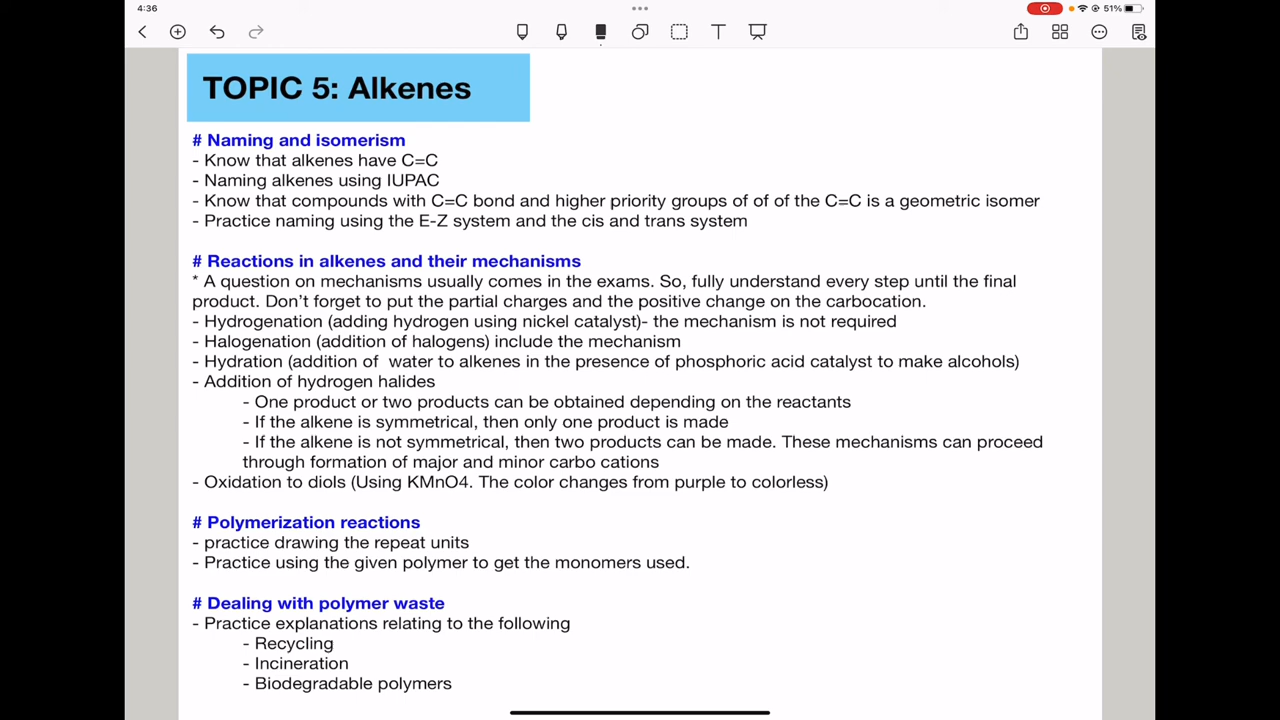 4:36
51%
T
TOPIC 5: Alkenes
# Naming and isomerism
- Know that alkenes have C=C
- Naming alkenes using IUPAC
- Know that compounds with C=C bond and higher priority groups of of of the C=C is a geometric isomer
- Practice naming using the E-Z system and the cis and trans system
# Reactions in alkenes and their mechanisms
* A question on mechanisms usually comes in the exams. So, fully understand every step until the final
product. Don't forget to put the partial charges and the positive change on the carbocation.
- Hydrogenation (adding hydrogen using nickel catalyst)- the mechanism is not required
- Halogenation (addition of halogens) include the mechanism
- Hydration (addition of  water to alkenes in the presence of phosphoric acid catalyst to make alcohols)
- Addition of hydrogen halides
- One product or two products can be obtained depending on the reactants
- If the alkene is symmetrical, then only one product is made
- If the alkene is not symmetrical, then two products can be made. These mechanisms can proceed
through formation of major and minor carbo cations
- Oxidation to diols (Using KMnO4. The color changes from purple to colorless)
# Polymerization reactions
- practice drawing the repeat units
- Practice using the given polymer to get the monomers used.
# Dealing with polymer waste
- Practice explanations relating to the following
- Recycling
- Incineration
- Biodegradable polymers